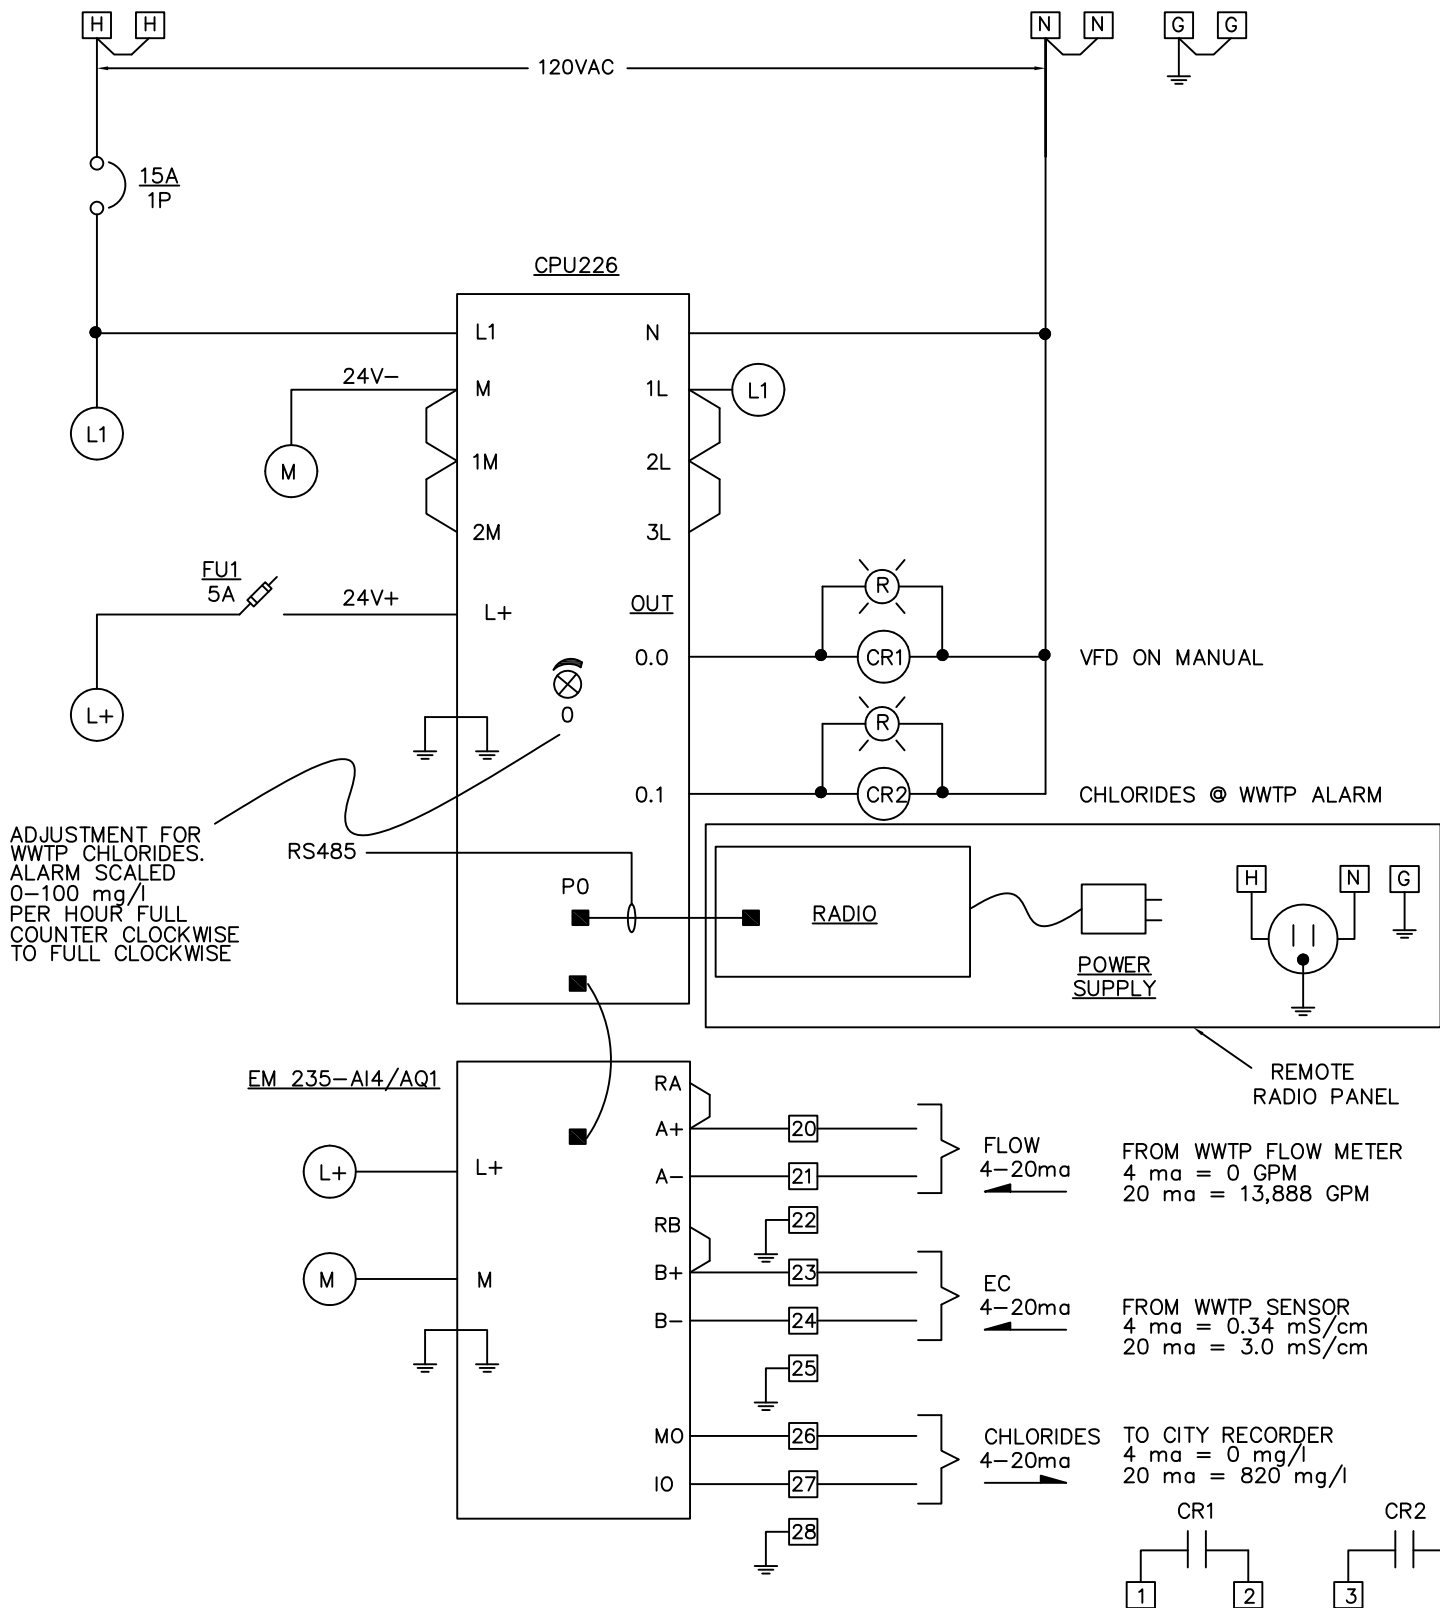 H H N N G G
120VAC
15A
1P
CPU226
L1 N
24V- M 1L L1
L1
M 1M 2L
2M 3L
FU1
5A 24V+ L+ OUT
R
0.0 CR1 VFD ON MANUAL
L+
0
R
0.1 CR2 CHLORIDES @ WWTP ALARM
ADJUSTMENT FOR
WWTP CHLORIDES.
ALARM SCALED
0-100 mg/l
PER HOUR FULL
COUNTER CLOCKWISE
TO FULL CLOCKWISE
RS485
P0
RADIO
H N G
POWER
SUPPLY
REMOTE
RADIO PANEL
EM 235-AI4/AQ1
RA
A+ 20
L+ L+
A- 21
FLOW
4-20ma
FROM WWTP FLOW METER
4 ma = 0 GPM
20 ma = 13,888 GPM
RB 22
M M
B+ 23
B- 24
EC
4-20ma
FROM WWTP SENSOR
4 ma = 0.34 mS/cm
20 ma = 3.0 mS/cm
25
MO 26
IO 27
CHLORIDES
4-20ma
TO CITY RECORDER
4 ma = 0 mg/l
20 ma = 820 mg/l
28
CR1 CR2
1 2 3